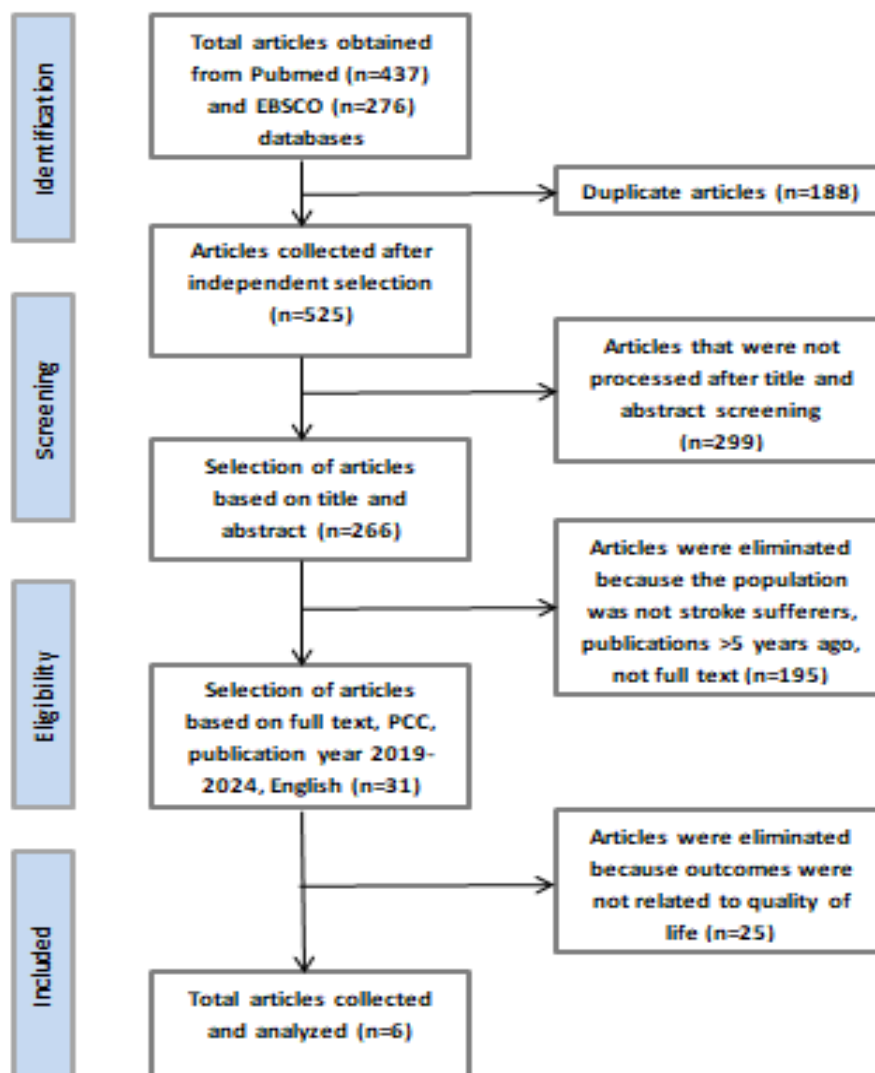 Identification
Total articles obtained
from Pubmed (n=437)
and EBSCO (n=276)
databases
Duplicate articles (n=188)
Articles collected after
independent selection
(n=525)
Screening
Articles that were not
processed after title and
abstract screening
(n=299)
Selection of articles
based on title and
abstract (n=266)
Articles were eliminated
because the population
was not stroke sufferers,
publications >5 years ago,
not full text (n=195)
Eligibility
Selection of articles
based on full text, PCC,
publication year 2019-
2024, English (n=31)
Articles were eliminated
because outcomes were
not related to quality of
life (n=25)
Included
Total articles collected
and analyzed (n=6)